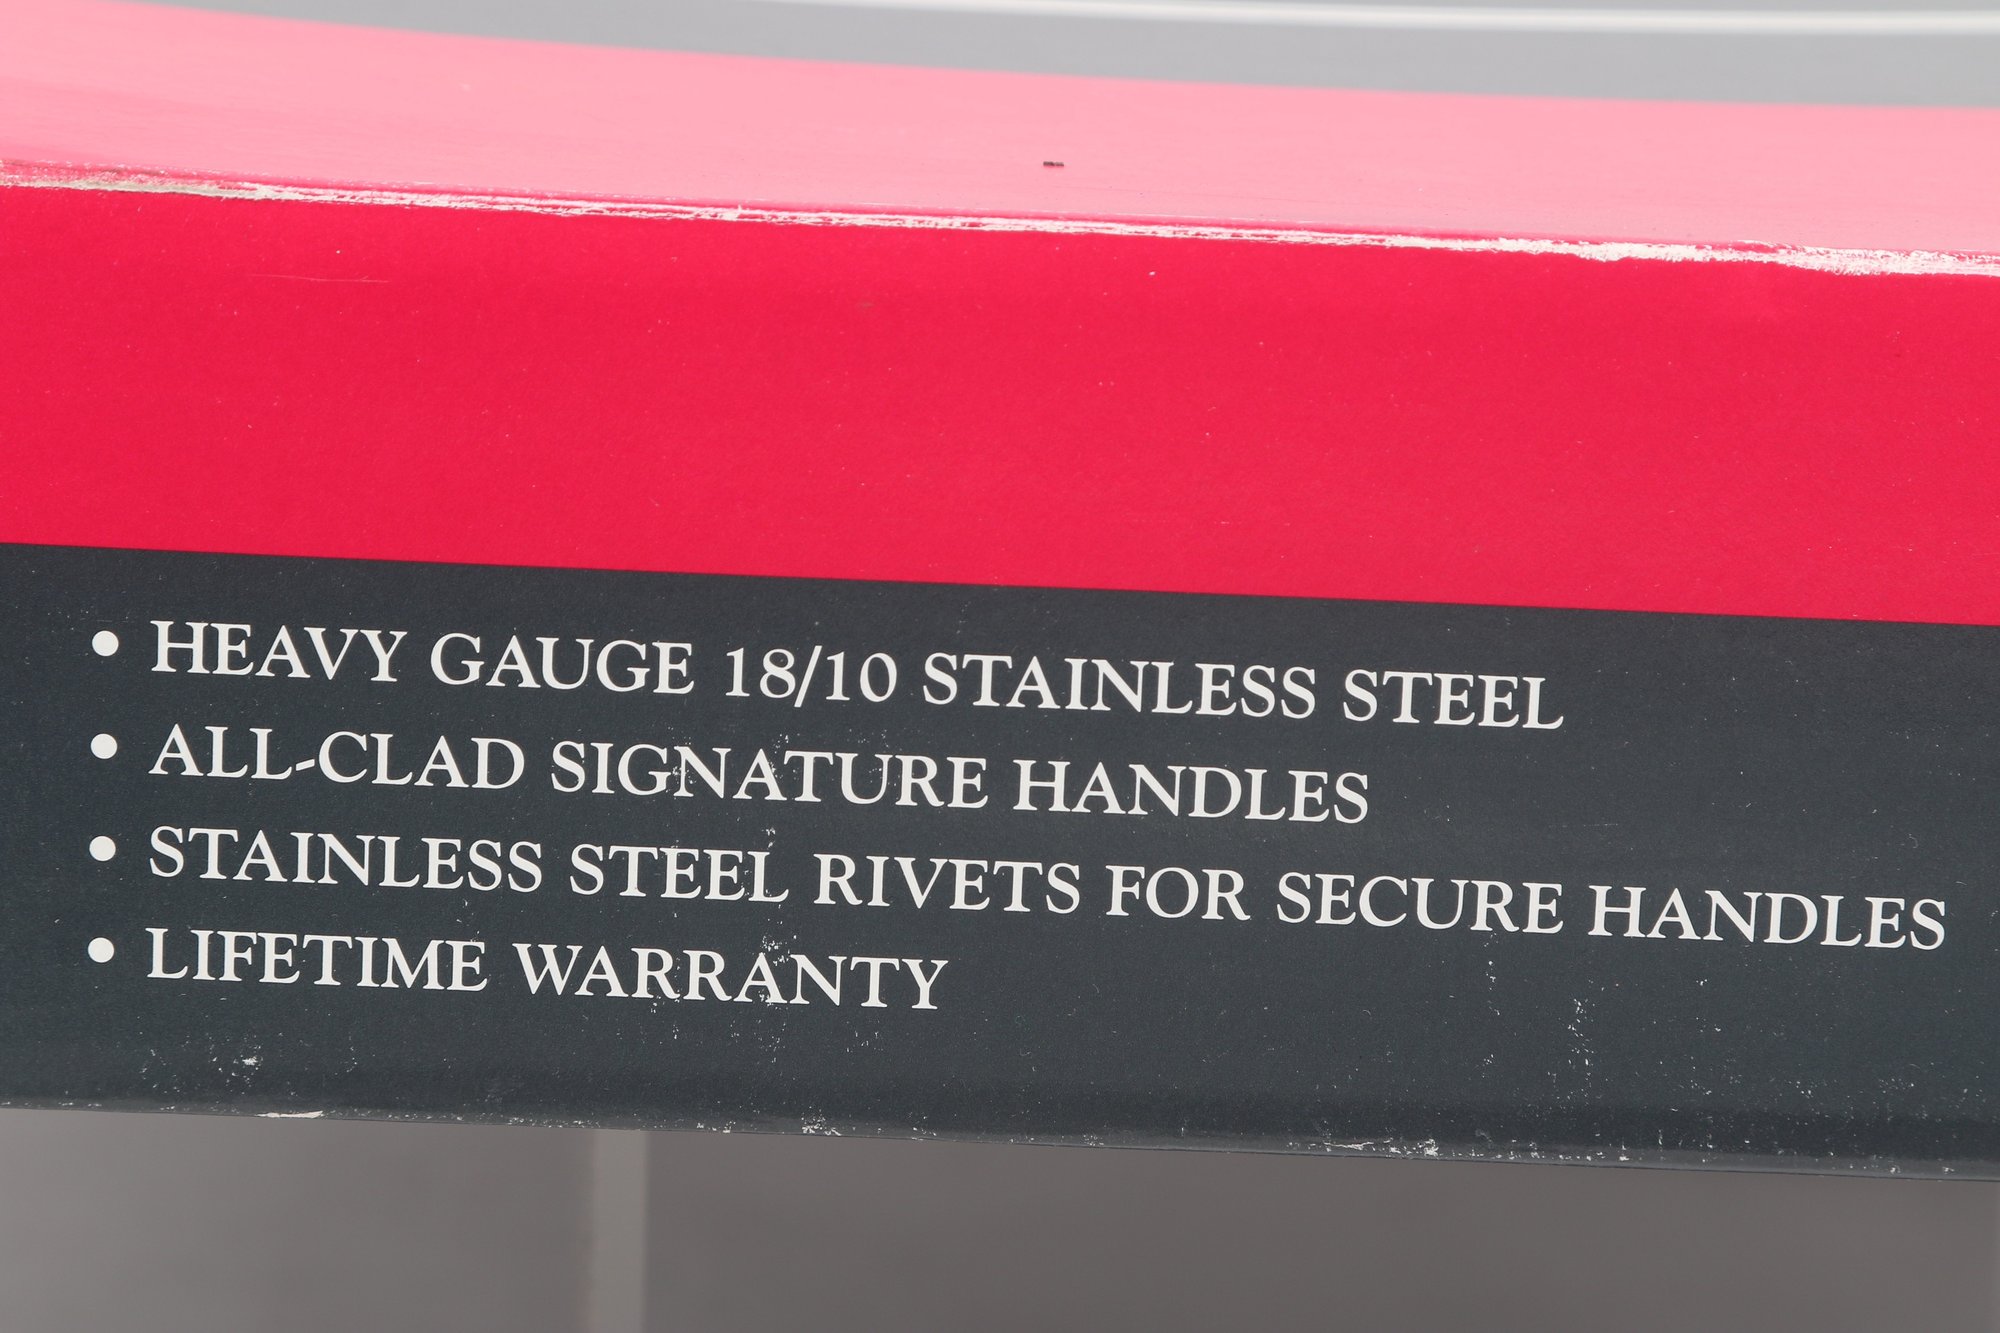 • HEAVY GAUGE 18/10 STAINLESS STEEL
• ALL-CLAD SIGNATURE HANDLES
• STAINLESS STEEL RIVETS FOR SECURE HANDLES
• LIFETIME WARRANTY